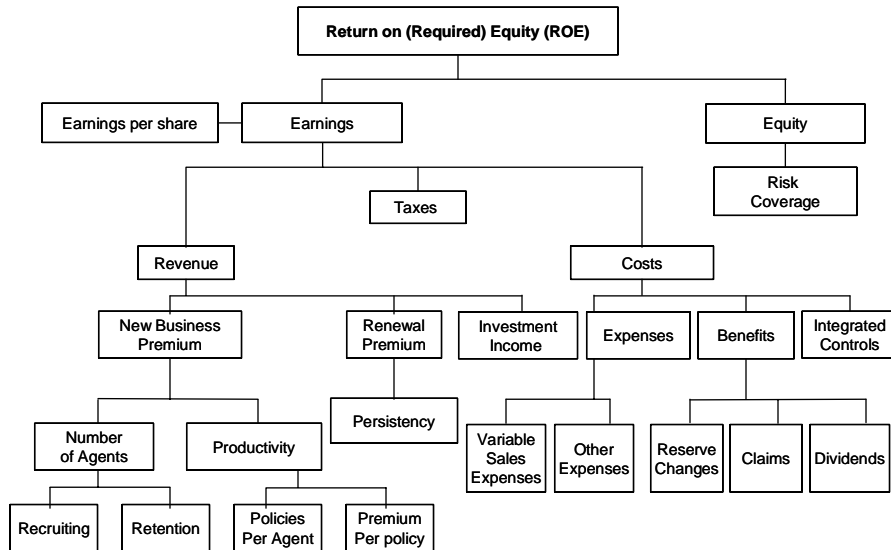 Return on (Required) Equity (ROE)
Earnings per share
Earnings
Equity
Risk
Coverage
Taxes
Revenue
Costs
New Business
Premium
Renewal
Premium
Investment
Income
Expenses
Benefits
Integrated
Controls
Persistency
Number
of Agents
Productivity
Variable
Sales
Expenses
Other
Expenses
Reserve
Changes
Claims
Dividends
Recruiting
Retention
Policies
Per Agent
Premium
Per policy